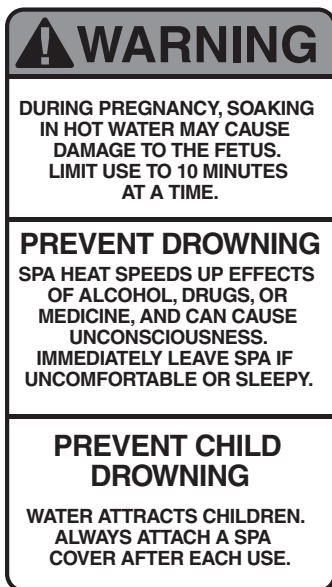 WARNING
DURING PREGNANCY, SOAKING
IN HOT WATER MAY CAUSE
DAMAGE TO THE FETUS.
LIMIT USE TO 10 MINUTES
AT A TIME.
PREVENT DROWNING
SPA HEAT SPEEDS UP EFFECTS
OF ALCOHOL, DRUGS, OR
MEDICINE, AND CAN CAUSE
UNCONSCIOUSNESS.
IMMEDIATELY LEAVE SPA IF
UNCOMFORTABLE OR SLEEPY.
PREVENT CHILD
DROWNING
WATER ATTRACTS CHILDREN.
ALWAYS ATTACH A SPA
COVER AFTER EACH USE.